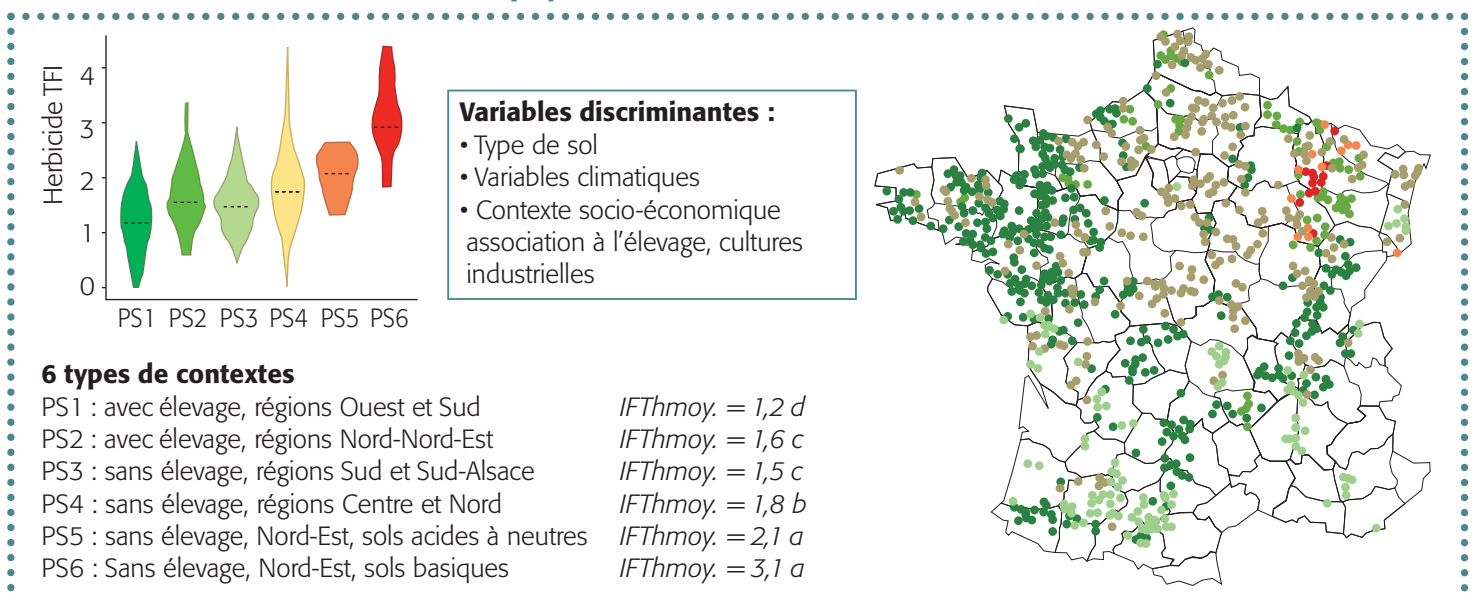 Herbicide TFI
4
3
2
1
0
PS1 PS2 PS3 PS4 PS5 PS6
Variables discriminantes :
• Type de sol
• Variables climatiques
• Contexte socio-économique
association à l'élevage, cultures
industrielles
6 types de contextes
PS1 : avec élevage, régions Ouest et Sud IFThmoy. = 1,2 d
PS2 : avec élevage, régions Nord-Nord-Est IFThmoy. = 1,6 c
PS3 : sans élevage, régions Sud et Sud-Alsace IFThmoy. = 1,5 c
PS4 : sans élevage, régions Centre et Nord IFThmoy. = 1,8 b
PS5 : sans élevage, Nord-Est, sols acides à neutres IFThmoy. = 2,1 a
PS6 : Sans élevage, Nord-Est, sols basiques IFThmoy. = 3,1 a